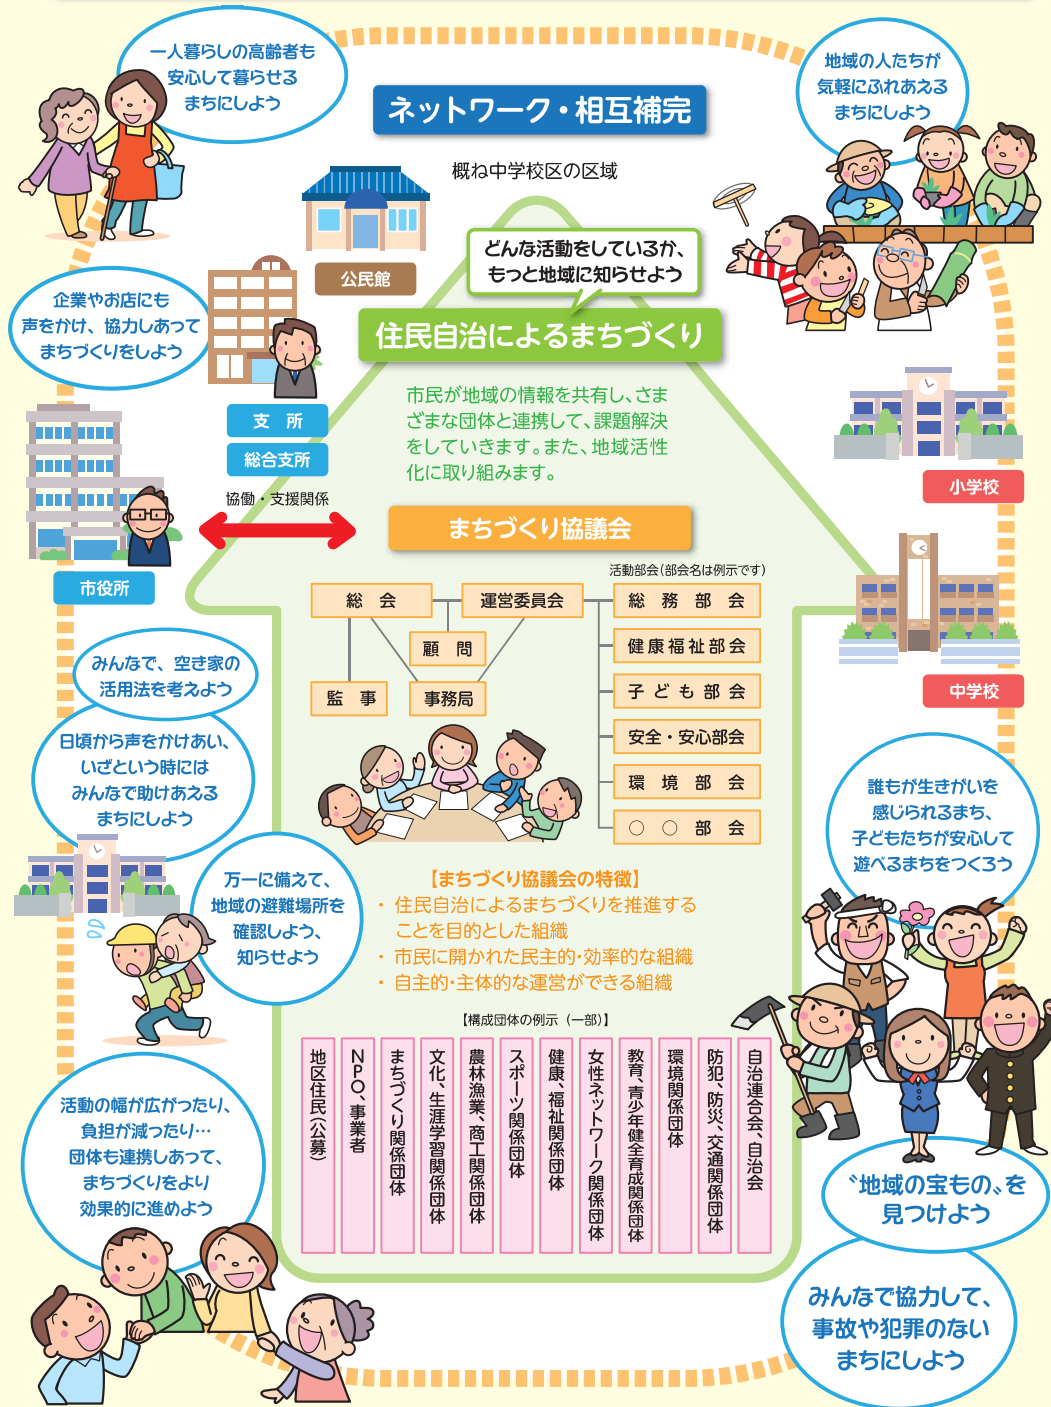 一人暮らしの高齢者も
安心して暮らせる
まちにしよう
ネットワーク・相互補完
地域の人たちが
気軽にふれあえる
まちにしよう
概ね中学校区の区域
公民館
どんな活動をしているか、
もっと地域に知らせよう
企業やお店にも
声をかけ、協力しあって
まちづくりをしよう
住民自治によるまちづくり
市民が地域の情報を共有し、さま
ざまな団体と連携して、課題解決
をしていきます。また、地域活性
化に取り組みます。
支所
総合支所
小学校
協働・支援関係
まちづくり協議会
市役所
活動部会(部会名は例示です)
総会
運営委員会
顧問
監事
事務局
総務部会
健康福祉部会
子ども部会
安全・安心部会
環境部会
○○部会
中学校
みんなで、空き家の
活用法を考えよう
日頃から声をかけあい、
いざという時には
みんなで助けあえる
まちにしよう
誰もが生きがいを
感じられるまち、
子どもたちが安心して
遊べるまちをつくろう
万一に備えて、
地域の避難場所を
確認しよう、
知らせよう
【まちづくり協議会の特徴】
・ 住民自治によるまちづくりを推進する
ことを目的とした組織
・ 市民に開かれた民主的・効率的な組織
・ 自主的・主体的な運営ができる組織
【構成団体の例示(一部)】
地区住民(公募)
NPO、事業者
まちづくり関係団体
文化、生涯学習関係団体
農林漁業、商工関係団体
スポーツ関係団体
健康、福祉関係団体
女性ネットワーク関係団体
教育、青少年健全育成関係団体
環境関係団体
防犯、防災、交通関係団体
自治連合会、自治会
活動の幅が広がったり、
負担が減ったり…
団体も連携しあって、
まちづくりをより
効果的に進めよう
〝地域の宝もの〟を
見つけよう
みんなで協力して、
事故や犯罪のない
まちにしよう